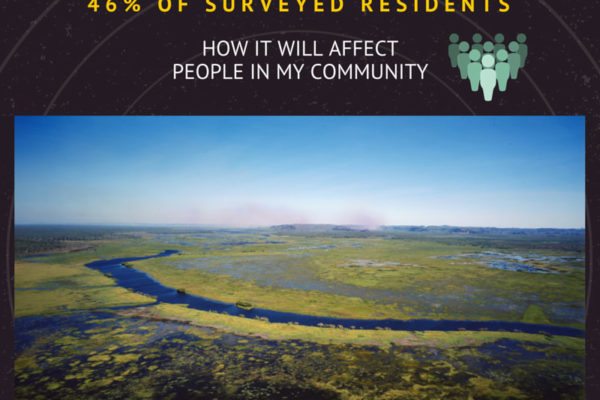 46% OF SURVEYED RESIDENTS
HOW IT WILL AFFECT
PEOPLE IN MY COMMUNITY